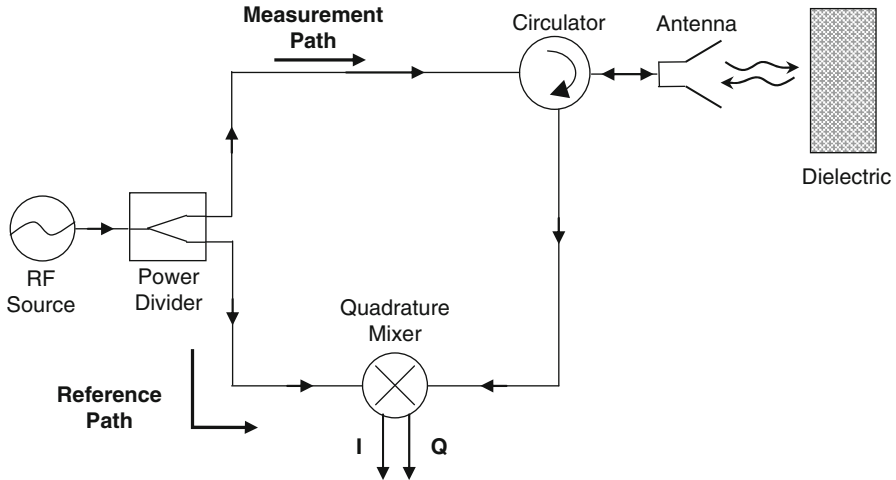 Measurement
Path
Circulator
Antenna
Dielectric
RF
Source
Power
Divider
Quadrature
Mixer
Reference
Path
I
Q